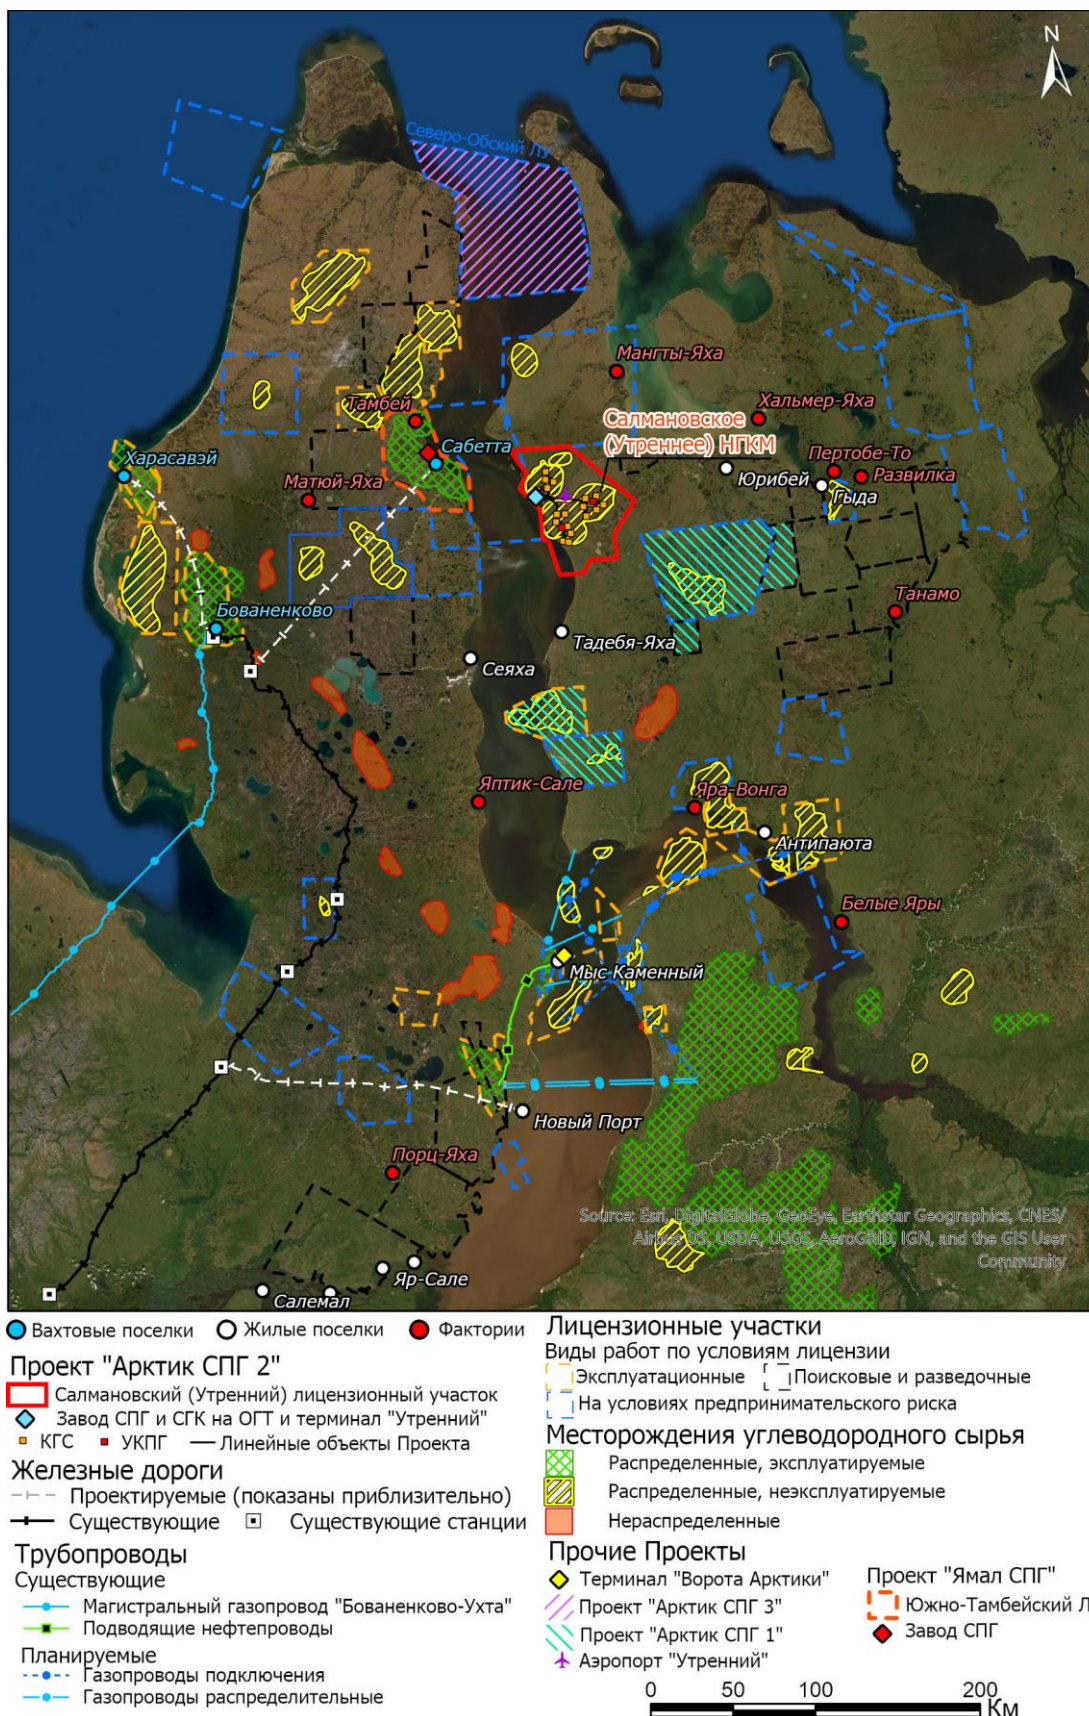 N
Северо-Обский ЛУ
Мангты-Яха
Хальмер-Яха
Тамбей
Салмановское
(Утреннее) НГКМ
Сабетта
Харасавэй
Пертобе-То
Юрибей
Развилка
Матюй-Яха
Гыда
Бованенково
Танамо
Тадебя-Яха
Сеяха
Яптик-Сале
Яра-Вонга
Антипаюта
Белые Яры
Мыс Каменный
Новый Порт
Порц-Яха
Source: Esri, DigitalGlobe, GeoEye, Earthstar Geographics, CNES/
Airbus DS, USDA, USGS, AeroGRID, IGN, and the GIS User
Community
Яр-Сале
Салемал
Вахтовые поселки
Жилые поселки
Фактории
Проект "Арктик СПГ 2"
Салмановский (Утренний) лицензионный участок
Завод СПГ и СГК на ОГТ и терминал "Утренний"
КГС
УКПГ
Линейные объекты Проекта
Железные дороги
Проектируемые (показаны приблизительно)
Существующие
Существующие станции
Трубопроводы
Существующие
Магистральный газопровод "Бованенково-Ухта"
Подводящие нефтепроводы
Планируемые
Газопроводы подключения
Газопроводы распределительные
Лицензионные участки
Виды работ по условиям лицензии
Эксплуатационные
Поисковые и разведочные
На условиях предпринимательского риска
Месторождения углеводородного сырья
Распределенные, эксплуатируемые
Распределенные, неэксплуатируемые
Нераспределенные
Прочие Проекты
Терминал "Ворота Арктики"
Проект "Арктик СПГ 3"
Проект "Арктик СПГ 1"
Аэропорт "Утренний"
Проект "Ямал СПГ"
Южно-Тамбейский Л
Завод СПГ
0 50 100 200
Км